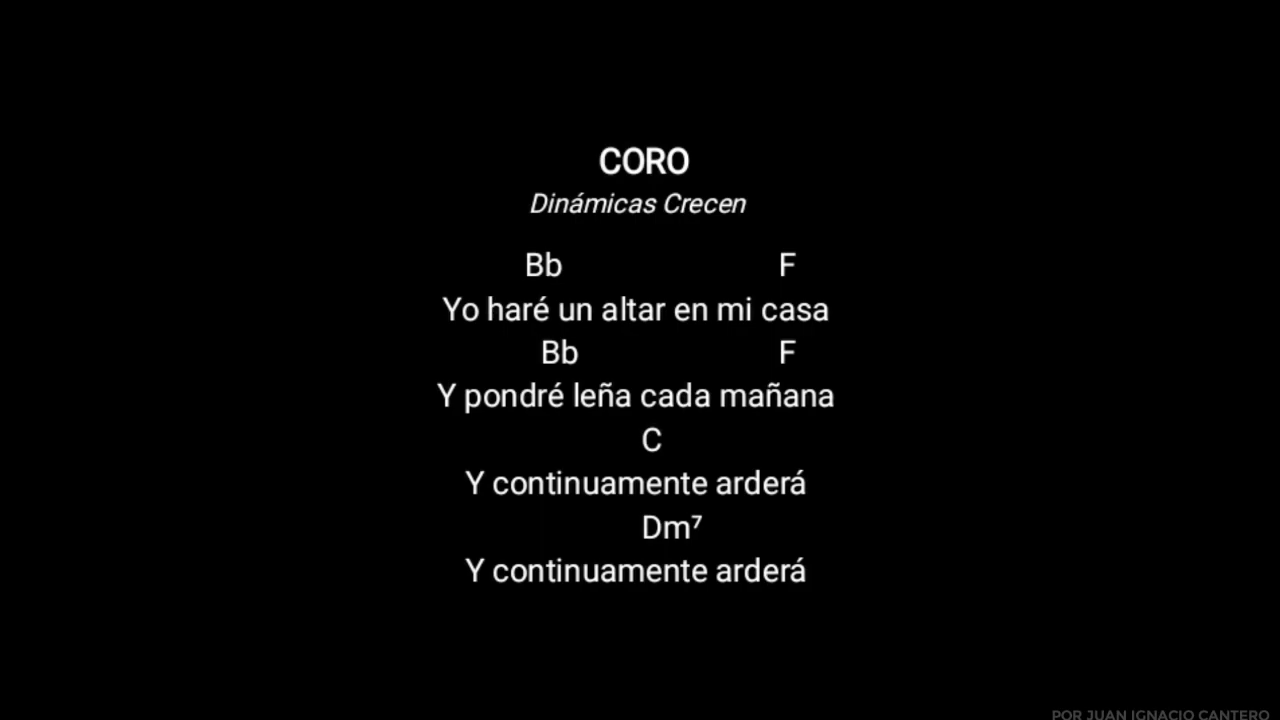 CORO
Dinámicas Crecen
Bb F
Yo haré un altar en mi casa
Bb F
Y pondré leña cada mañana
C
Y continuamente arderá
Dm⁷
Y continuamente arderá
POR JUAN IGNACIO CANTERO